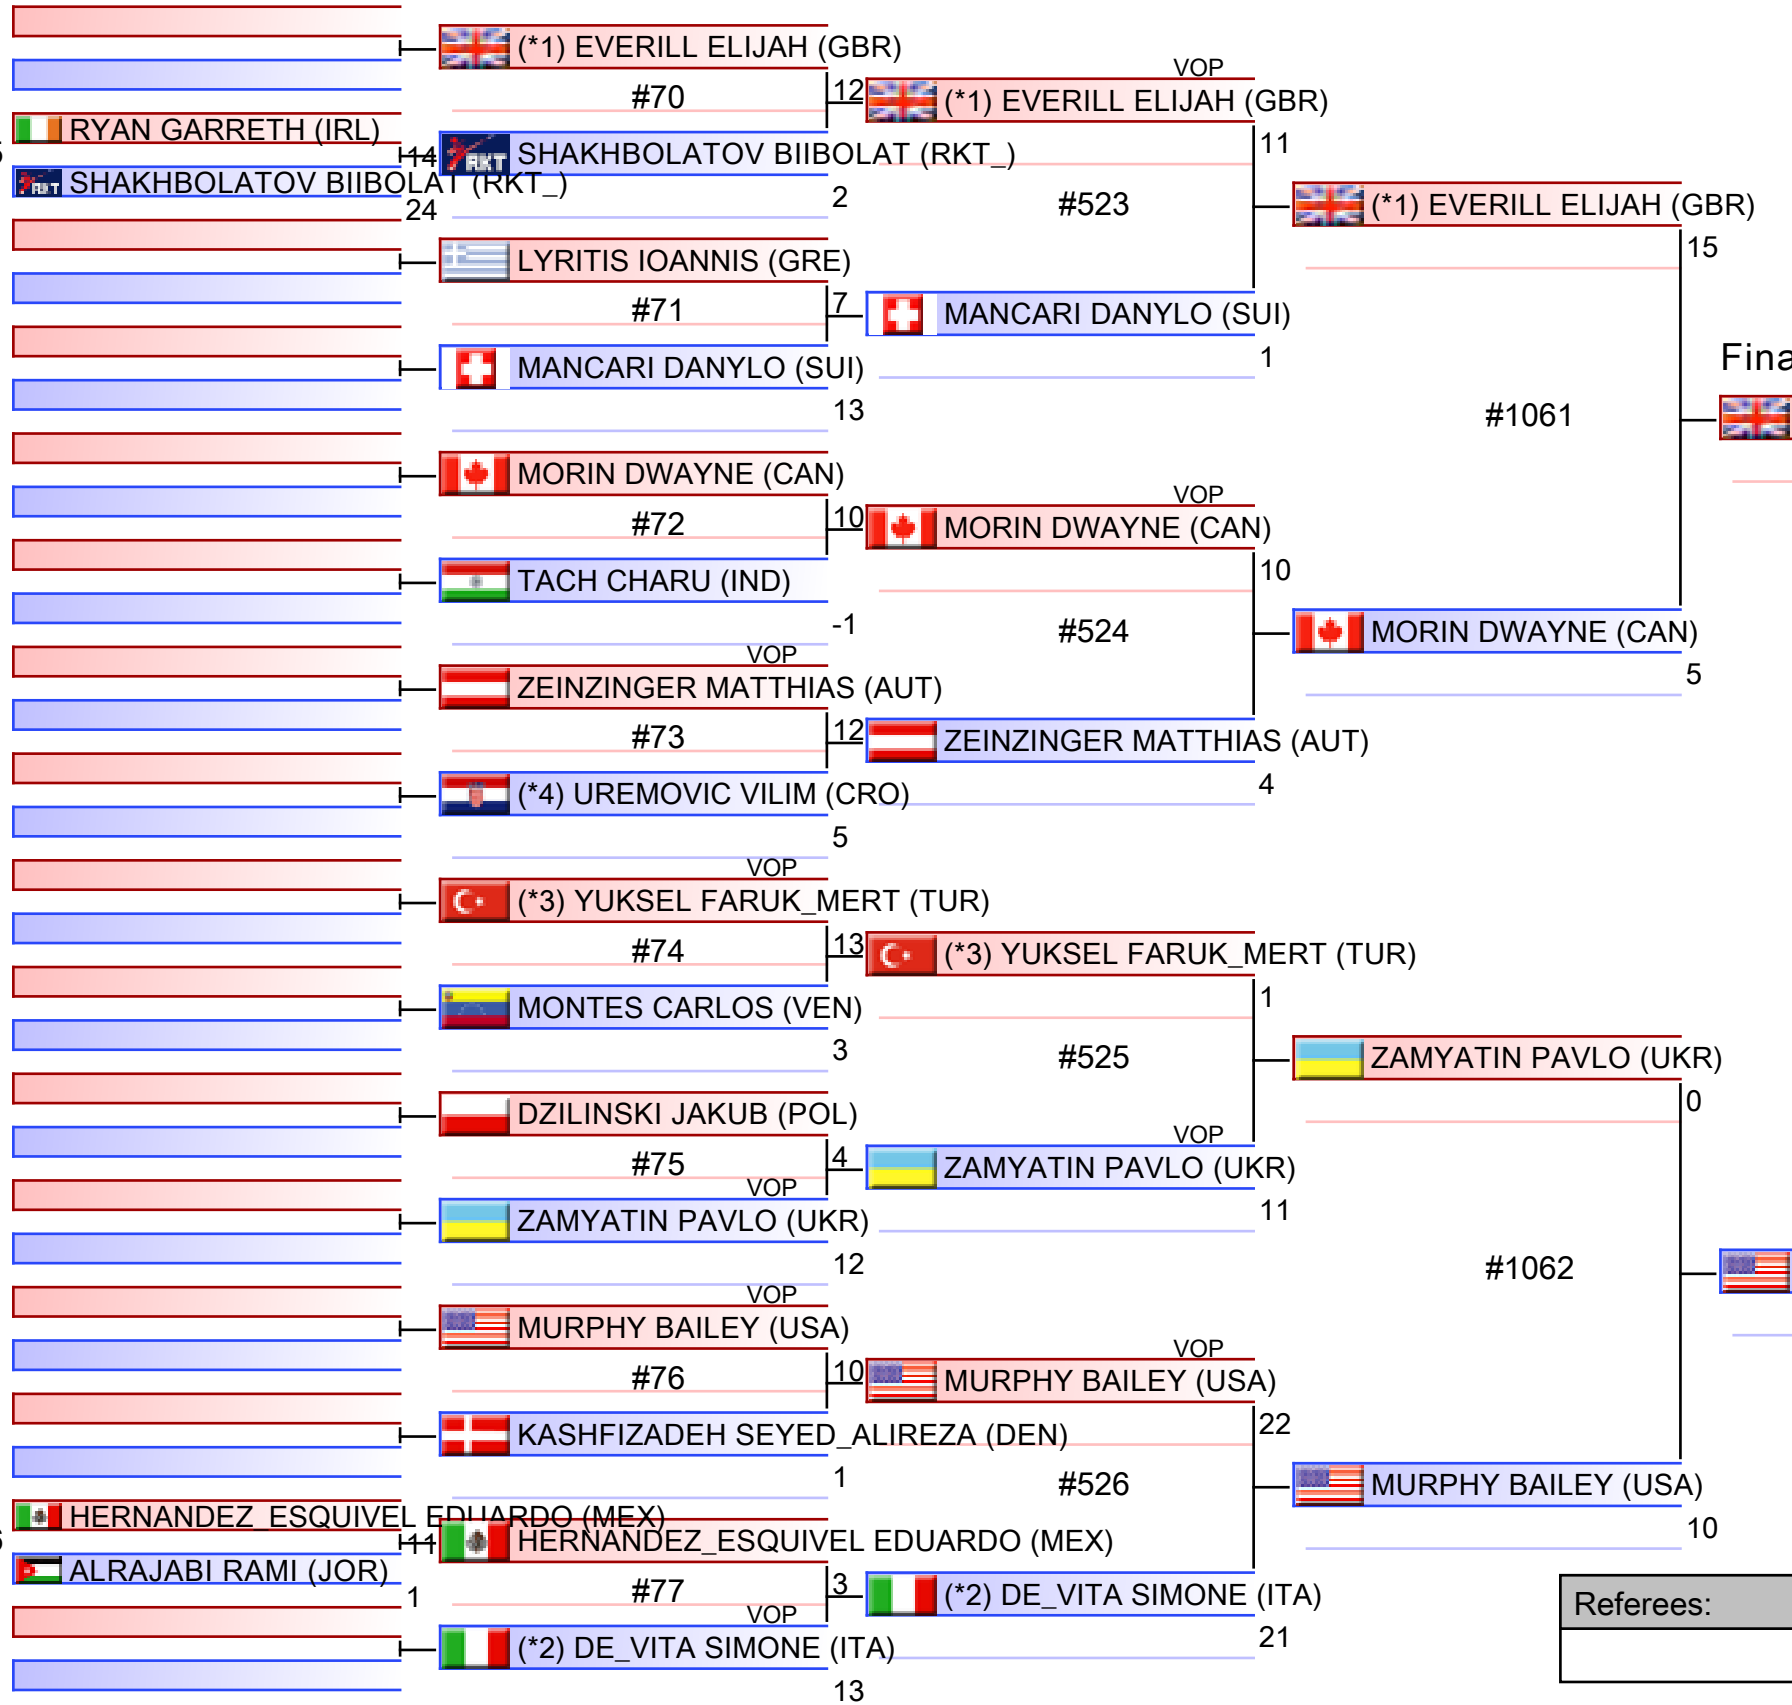 (*1) EVERILL ELIJAH (GBR)
VOP
#70
12
(*1) EVERILL ELIJAH (GBR)
RYAN GARRETH (IRL)
14
RKT
SHAKHBOLATOV BIIBOLAT (RKT_)
11
RKT
SHAKHBOLATOV BIIBOLAT (RKT_)
24
2
#523
(*1) EVERILL ELIJAH (GBR)
15
LYRITIS IOANNIS (GRE)
#71
7
MANCARI DANYLO (SUI)
1
MANCARI DANYLO (SUI)
13
Fina
#1061
MORIN DWAYNE (CAN)
VOP
#72
10
MORIN DWAYNE (CAN)
10
TACH CHARU (IND)
-1
#524
MORIN DWAYNE (CAN)
5
VOP
ZEINZINGER MATTHIAS (AUT)
#73
12
ZEINZINGER MATTHIAS (AUT)
4
(*4) UREMOVIC VILIM (CRO)
5
VOP
(*3) YUKSEL FARUK_MERT (TUR)
#74
13
(*3) YUKSEL FARUK_MERT (TUR)
1
MONTES CARLOS (VEN)
3
#525
ZAMYATIN PAVLO (UKR)
0
DZILINSKI JAKUB (POL)
VOP
#75
4
ZAMYATIN PAVLO (UKR)
11
VOP
ZAMYATIN PAVLO (UKR)
12
#1062
VOP
MURPHY BAILEY (USA)
VOP
#76
10
MURPHY BAILEY (USA)
22
KASHFIZADEH SEYED_ALIREZA (DEN)
1
#526
MURPHY BAILEY (USA)
10
HERNANDEZ_ESQUIVEL EDUARDO (MEX)
11
HERNANDEZ_ESQUIVEL EDUARDO (MEX)
ALRAJABI RAMI (JOR)
1
#77
3
(*2) DE_VITA SIMONE (ITA)
21
VOP
(*2) DE_VITA SIMONE (ITA)
13
Referees: